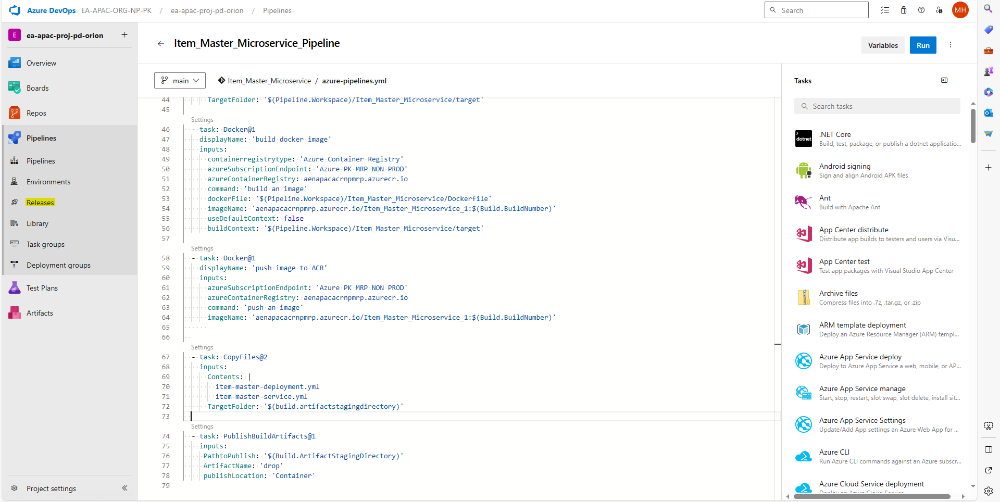 Azure DevOps EA-APAC-ORG-NP-PK / ea-apac-proj-pd-orion / Pipelines
Search
MH
E ea-apac-proj-pd-orion
Overview
Boards
Repos
Pipelines
Pipelines
Environments
Releases
Library
Task groups
Deployment groups
Test Plans
Artifacts
Project settings
Item_Master_Microservice_Pipeline
Variables
Run
main
Item_Master_Microservice / azure-pipelines.yml
44 TargetFolder: '$(Pipeline.Workspace)/Item_Master_Microservice/target'
45
Settings
46 - task: Docker@1
47 displayName: 'build docker image'
48 inputs:
49 containerregistrytype: 'Azure Container Registry'
50 azureSubscriptionEndpoint: 'Azure PK MRP NON PROD'
51 azureContainerRegistry: aenapacacrnpmrp.azurecr.io
52 command: 'build an image'
53 dockerFile: '$(Pipeline.Workspace)/Item_Master_Microservice/Dockerfile'
54 imageName: 'aenapacacrnpmrp.azurecr.io/Item_Master_Microservice_1:$(Build.BuildNumber)'
55 useDefaultContext: false
56 buildContext: '$(Pipeline.Workspace)/Item_Master_Microservice/target'
57
Settings
58 - task: Docker@1
59 displayName: 'push image to ACR'
60 inputs:
61 azureSubscriptionEndpoint: 'Azure PK MRP NON PROD'
62 azureContainerRegistry: aenapacacrnpmrp.azurecr.io
63 command: 'push an image'
64 imageName: 'aenapacacrnpmrp.azurecr.io/Item_Master_Microservice_1:$(Build.BuildNumber)'
65
66
Settings
67 - task: CopyFiles@2
68 inputs:
69 Contents: |
70 item-master-deployment.yml
71 item-master-service.yml
72 TargetFolder: '$(build.artifactstagingdirectory)'
73
Settings
74 - task: PublishBuildArtifacts@1
75 inputs:
76 PathtoPublish: '$(Build.ArtifactStagingDirectory)'
77 ArtifactName: 'drop'
78 publishLocation: 'Container'
79
Tasks
Search tasks
dotnet
.NET Core
Build, test, package, or publish a dotnet applicatio...
Android signing
Sign and align Android APK files
Ant
Build with Apache Ant
App Center distribute
Distribute app builds to testers and users via Visu...
App Center test
Test app packages with Visual Studio App Center
Archive files
Compress files into .7z, .tar.gz, or .zip
ARM template deployment
Deploy an Azure Resource Manager (ARM) templ...
Azure App Service deploy
Deploy to Azure App Service a web, mobile, or AP...
Azure App Service manage
Start, stop, restart, slot swap, slot delete, install sit...
Azure App Service Settings
Update/Add App settings an Azure Web App for ...
Azure CLI
Run Azure CLI commands against an Azure subscr...
Azure Cloud Service deployment
Deploy an Azure Cloud Service